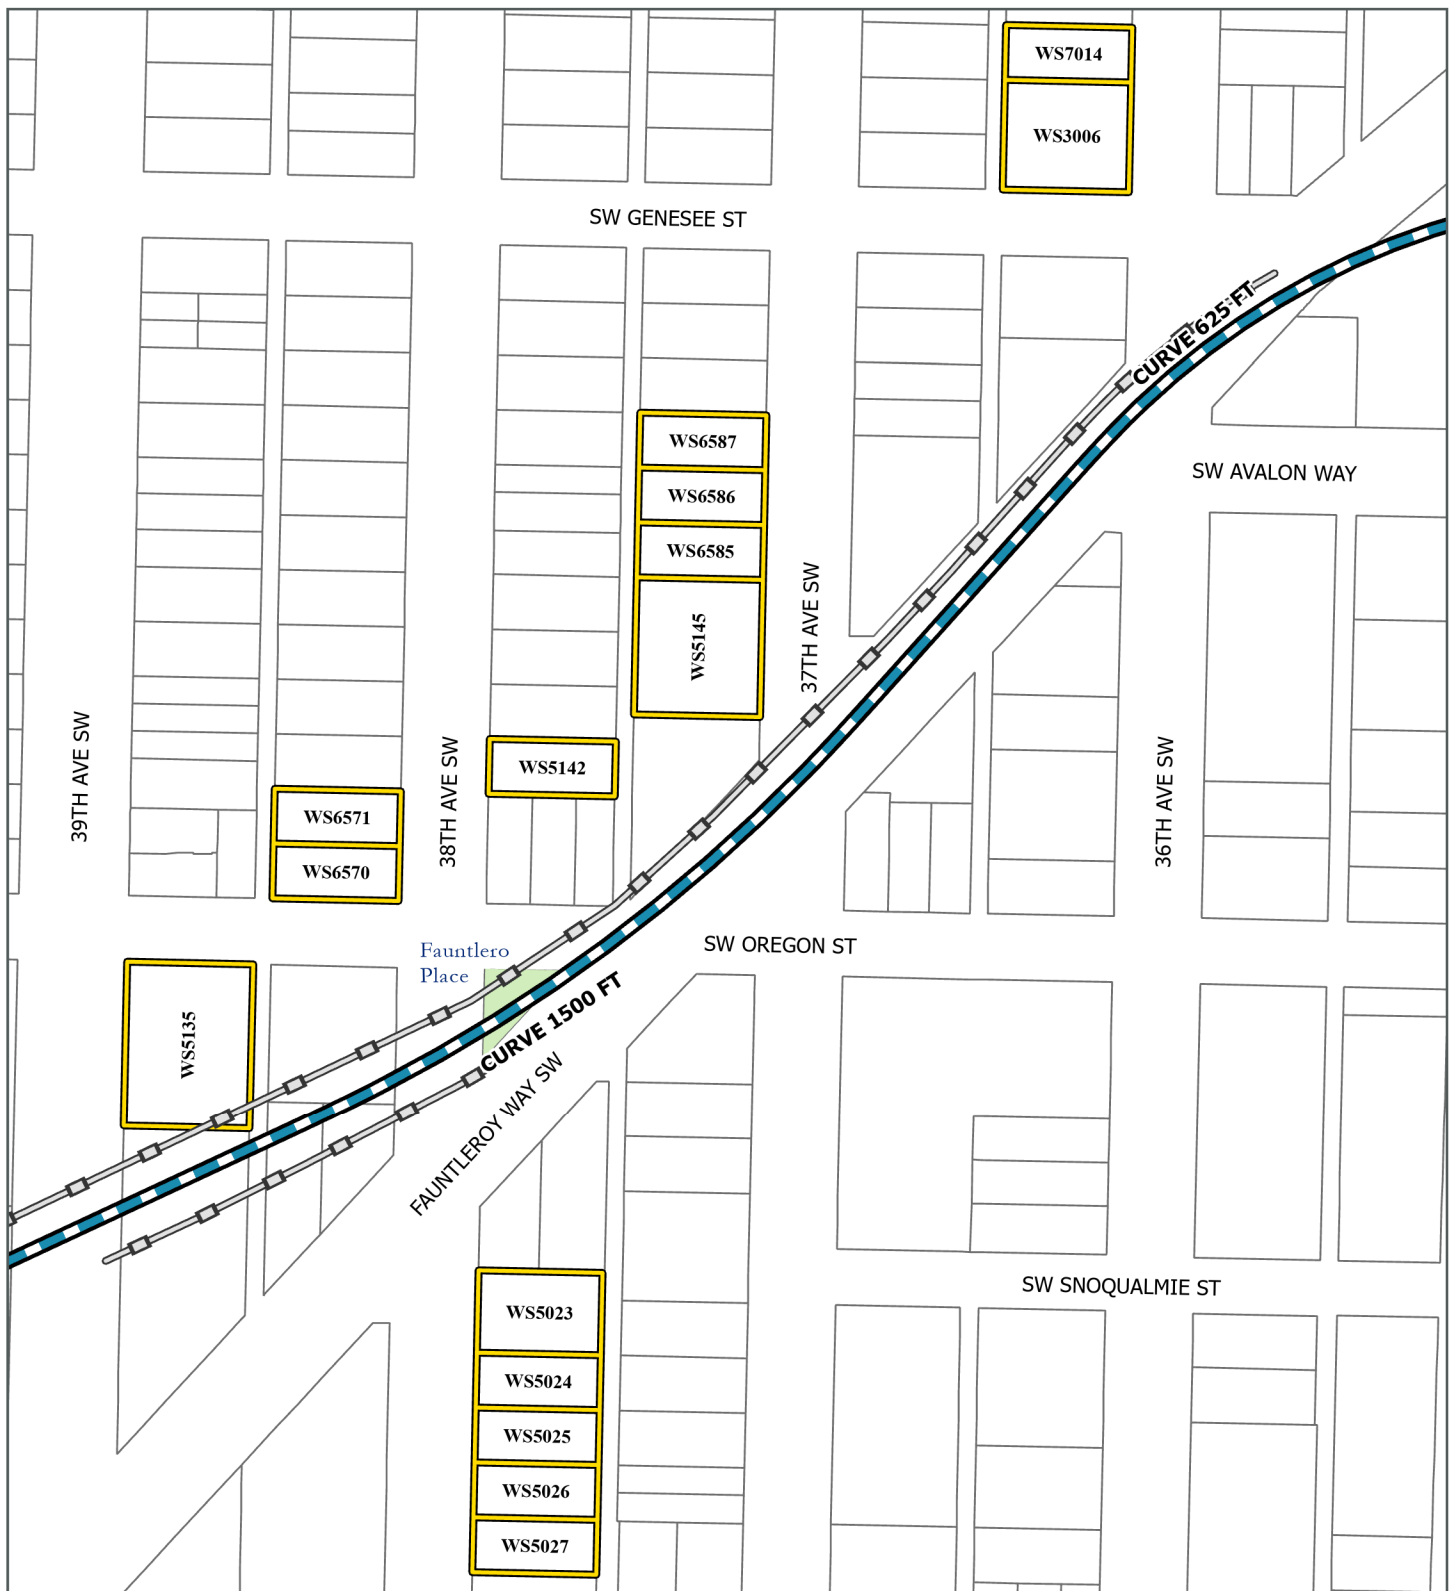 WS7014
WS3006
SW GENESEE ST
CURVE 625 FT
WS6587
SW AVALON WAY
WS6586
WS6585
37TH AVE SW
WS5145
39TH AVE SW
38TH AVE SW
WS5142
36TH AVE SW
WS6571
WS6570
Fauntlero
Place
SW OREGON ST
CURVE 1500 FT
WS5135
FAUNTLEROY WAY SW
SW SNOQUALMIE ST
WS5023
WS5024
WS5025
WS5026
WS5027